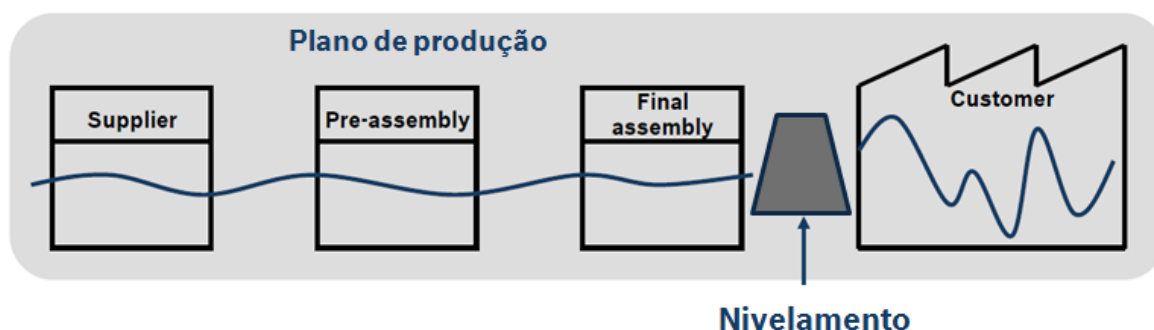 Plano de produção
Supplier
Pre-assembly
Final
assembly
Customer
Nivelamento